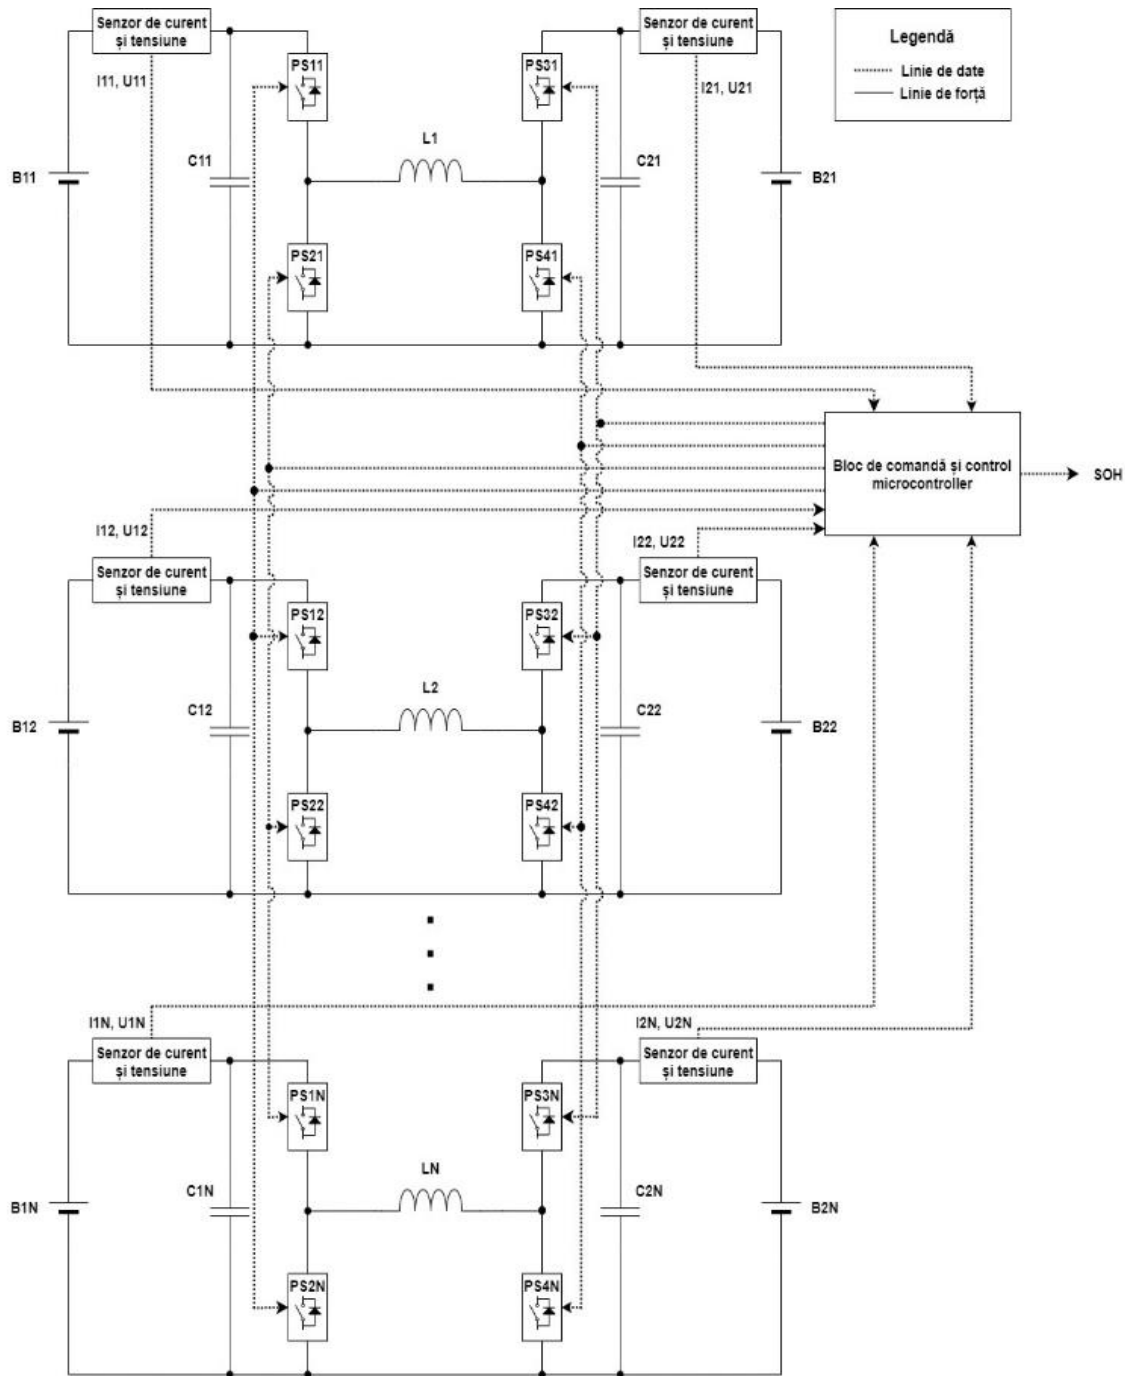 Senzor de curent
și tensiune
Senzor de curent
și tensiune
Legendă
Linie de date
Linie de forță
I11, U11
PS11
PS31
I21, U21
L1
C11
C21
B11
B21
PS21
PS41
Bloc de comandă și control
microcontroller
SOH
I12, U12
I22, U22
Senzor de curent
și tensiune
Senzor de curent
și tensiune
PS12
PS32
L2
C12
C22
B12
B22
PS22
PS42
I1N, U1N
I2N, U2N
Senzor de curent
și tensiune
Senzor de curent
și tensiune
PS1N
PS3N
LN
C1N
C2N
B1N
B2N
PS2N
PS4N